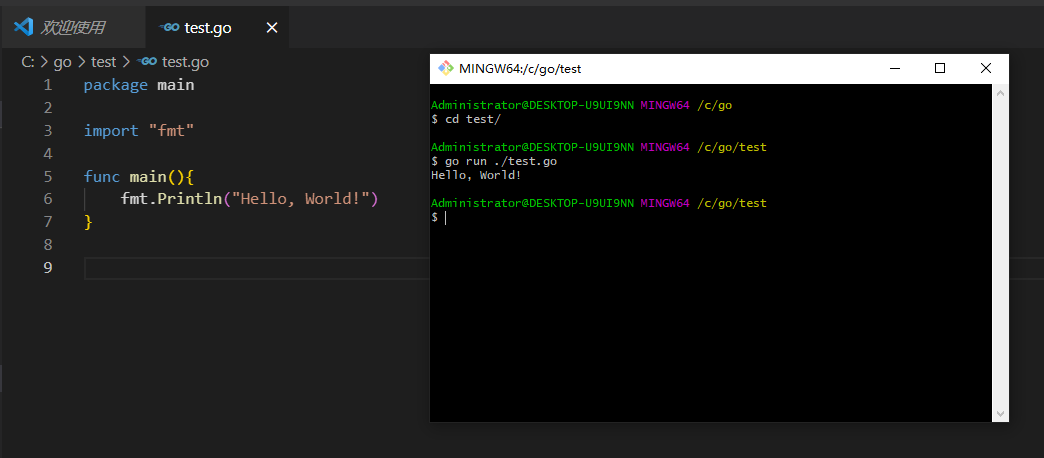 欢迎使用 test.go
C: > go > test > test.go
1 package main
2
3 import "fmt"
4
5 func main(){
6 fmt.Println("Hello, World!")
7 }
8
9
MINGW64:/c/go/test
Administrator@DESKTOP-U9UI9NN MINGW64 /c/go
$ cd test/
Administrator@DESKTOP-U9UI9NN MINGW64 /c/go/test
$ go run ./test.go
Hello, World!
Administrator@DESKTOP-U9UI9NN MINGW64 /c/go/test
$